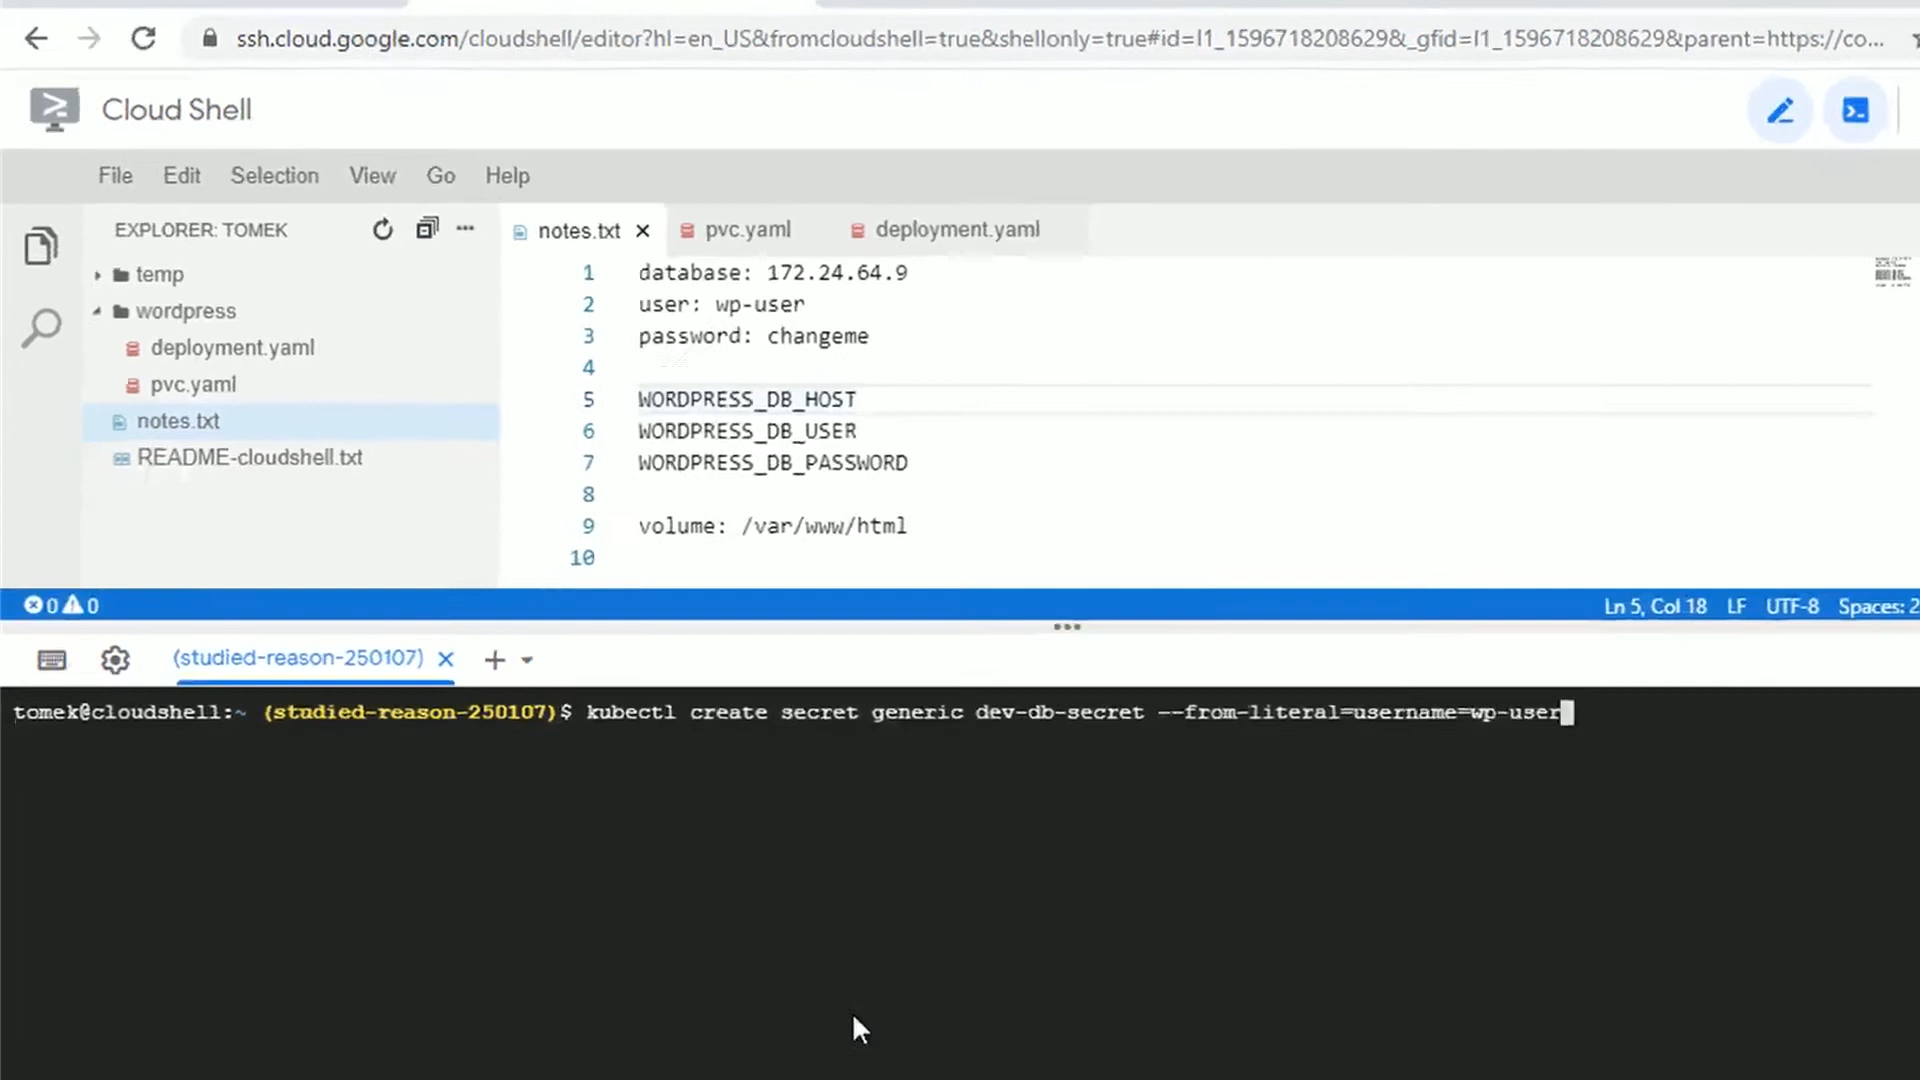 ssh.cloud.google.com/cloudshell/editor?hl=en_US&fromcloudshell=true&shellonly=true#id=I1_1596718208629&_gfid=I1_1596718208629&parent=https://co...
Cloud Shell
File Edit Selection View Go Help
EXPLORER: TOMEK
notes.txt pvc.yaml deployment.yaml
temp
wordpress
deployment.yaml
pvc.yaml
notes.txt
README-cloudshell.txt
1 database: 172.24.64.9
2 user: wp-user
3 password: changeme
4
5 WORDPRESS_DB_HOST
6 WORDPRESS_DB_USER
7 WORDPRESS_DB_PASSWORD
8
9 volume: /var/www/html
10
0 0 Ln 5, Col 18 LF UTF-8 Spaces: 2
(studied-reason-250107)
tomek@cloudshell:~ (studied-reason-250107)$ kubectl create secret generic dev-db-secret --from-literal=username=wp-user